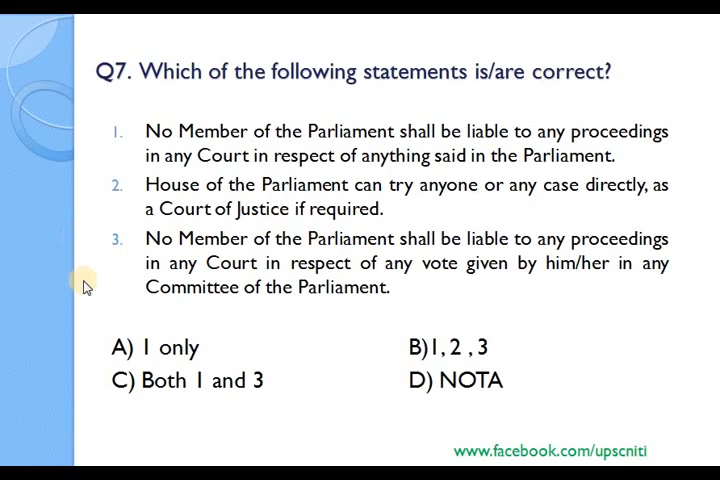 Q7. Which of the following statements is/are correct?
1. No Member of the Parliament shall be liable to any proceedings
in any Court in respect of anything said in the Parliament.
2. House of the Parliament can try anyone or any case directly, as
a Court of Justice if required.
3. No Member of the Parliament shall be liable to any proceedings
in any Court in respect of any vote given by him/her in any
Committee of the Parliament.
A) 1 only
B)1, 2 , 3
C) Both 1 and 3
D) NOTA
www.facebook.com/upscniti